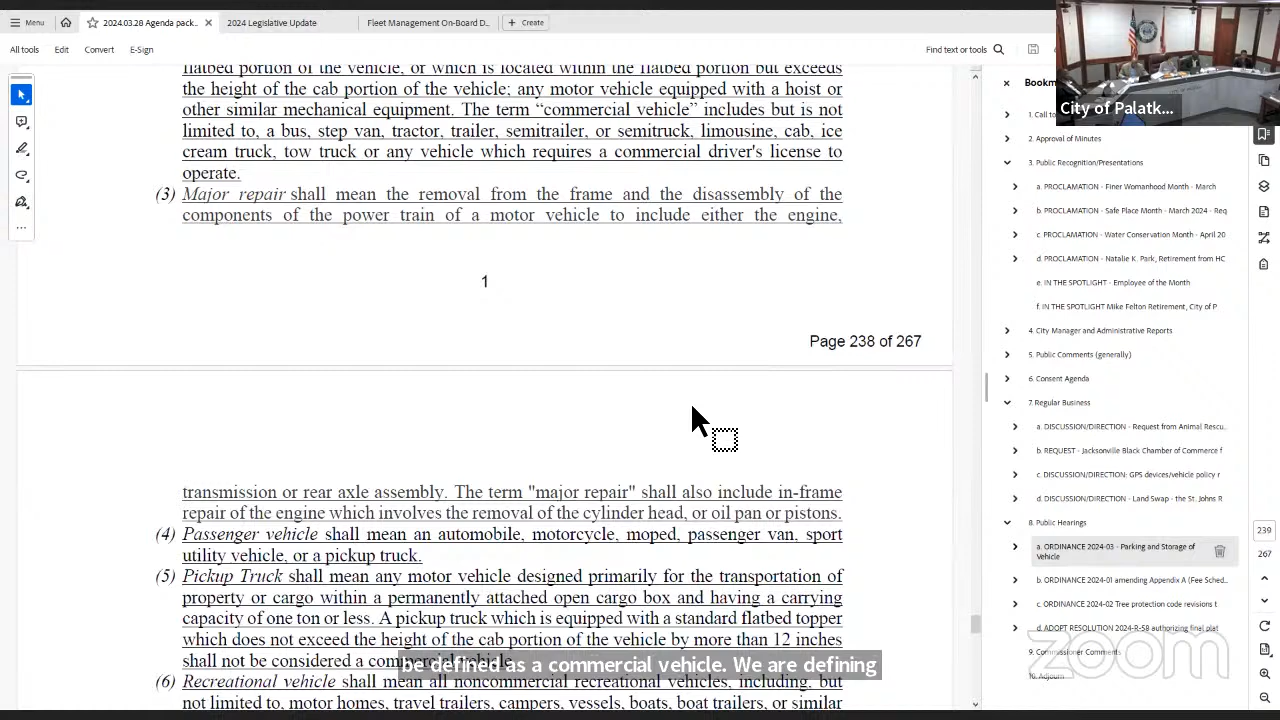 Menu
2024.03.28 Agenda pack...
2024 Legislative Update
Fleet Management On-Board D...
Create
All tools
Edit
Convert
E-Sign
Find text or tools
City of Palatk...
flatbed portion of the vehicle, or which is located within the flatbed portion but exceeds
the height of the cab portion of the vehicle; any motor vehicle equipped with a hoist or
other similar mechanical equipment. The term “commercial vehicle” includes but is not
limited to, a bus, step van, tractor, trailer, semitrailer, or semitruck, limousine, cab, ice
cream truck, tow truck or any vehicle which requires a commercial driver's license to
operate.
(3) Major repair shall mean the removal from the frame and the disassembly of the
components of the power train of a motor vehicle to include either the engine,
1
Page 238 of 267
transmission or rear axle assembly. The term "major repair" shall also include in-frame
repair of the engine which involves the removal of the cylinder head, or oil pan or pistons.
(4) Passenger vehicle shall mean an automobile, motorcycle, moped, passenger van, sport
utility vehicle, or a pickup truck.
(5) Pickup Truck shall mean any motor vehicle designed primarily for the transportation of
property or cargo within a permanently attached open cargo box and having a carrying
capacity of one ton or less. A pickup truck which is equipped with a standard flatbed topper
which does not exceed the height of the cab portion of the vehicle by more than 12 inches
shall not be considered a commercial vehicle.
be defined as a commercial vehicle. We are defining
(6) Recreational vehicle shall mean all noncommercial recreational vehicles, including, but
not limited to, motor homes, travel trailers, campers, vessels, boats, boat trailers, or similar
Bookm
1. Call to
2. Approval of Minutes
3. Public Recognition/Presentations
a. PROCLAMATION - Finer Womanhood Month - March
b. PROCLAMATION - Safe Place Month - March 2024 - Req
c. PROCLAMATION - Water Conservation Month - April 20
d. PROCLAMATION - Natalie K. Park, Retirement from HC
e. IN THE SPOTLIGHT - Employee of the Month
f. IN THE SPOTLIGHT Mike Felton Retirement, City of P
4. City Manager and Administrative Reports
5. Public Comments (generally)
6. Consent Agenda
7. Regular Business
a. DISCUSSION/DIRECTION - Request from Animal Rescu...
b. REQUEST - Jacksonville Black Chamber of Commerce f
c. DISCUSSION/DIRECTION: GPS devices/vehicle policy r
d. DISCUSSION/DIRECTION - Land Swap - the St. Johns R
8. Public Hearings
a. ORDINANCE 2024-03 - Parking and Storage of
Vehicle
b. ORDINANCE 2024-01 amending Appendix A (Fee Sched...
c. ORDINANCE 2024-02 Tree protection code revisions t
d. ADOPT RESOLUTION 2024-R-58 authorizing final plat
9. Commissioner Comments
10. Adjourn
239
267
zoom